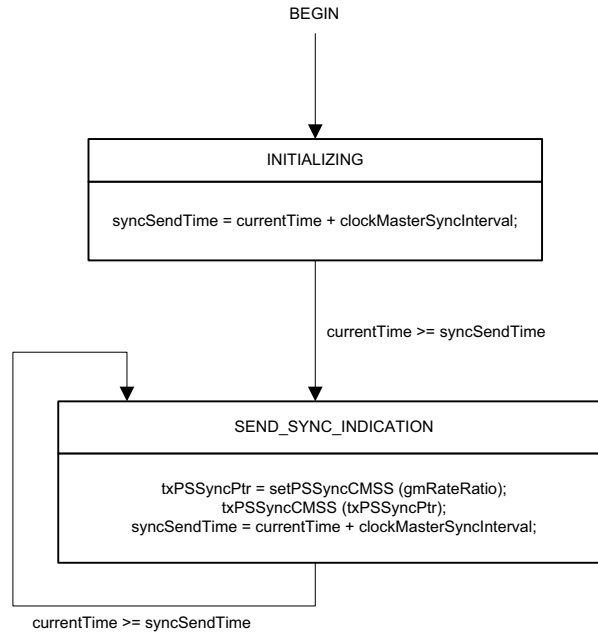 BEGIN
INITIALIZING
syncSendTime = currentTime + clockMasterSyncInterval;
currentTime >= syncSendTime
SEND_SYNC_INDICATION
txPSSyncPtr = setPSSyncCMSS (gmRateRatio);
txPSSyncCMSS (txPSSyncPtr);
syncSendTime = currentTime + clockMasterSyncInterval;
currentTime >= syncSendTime